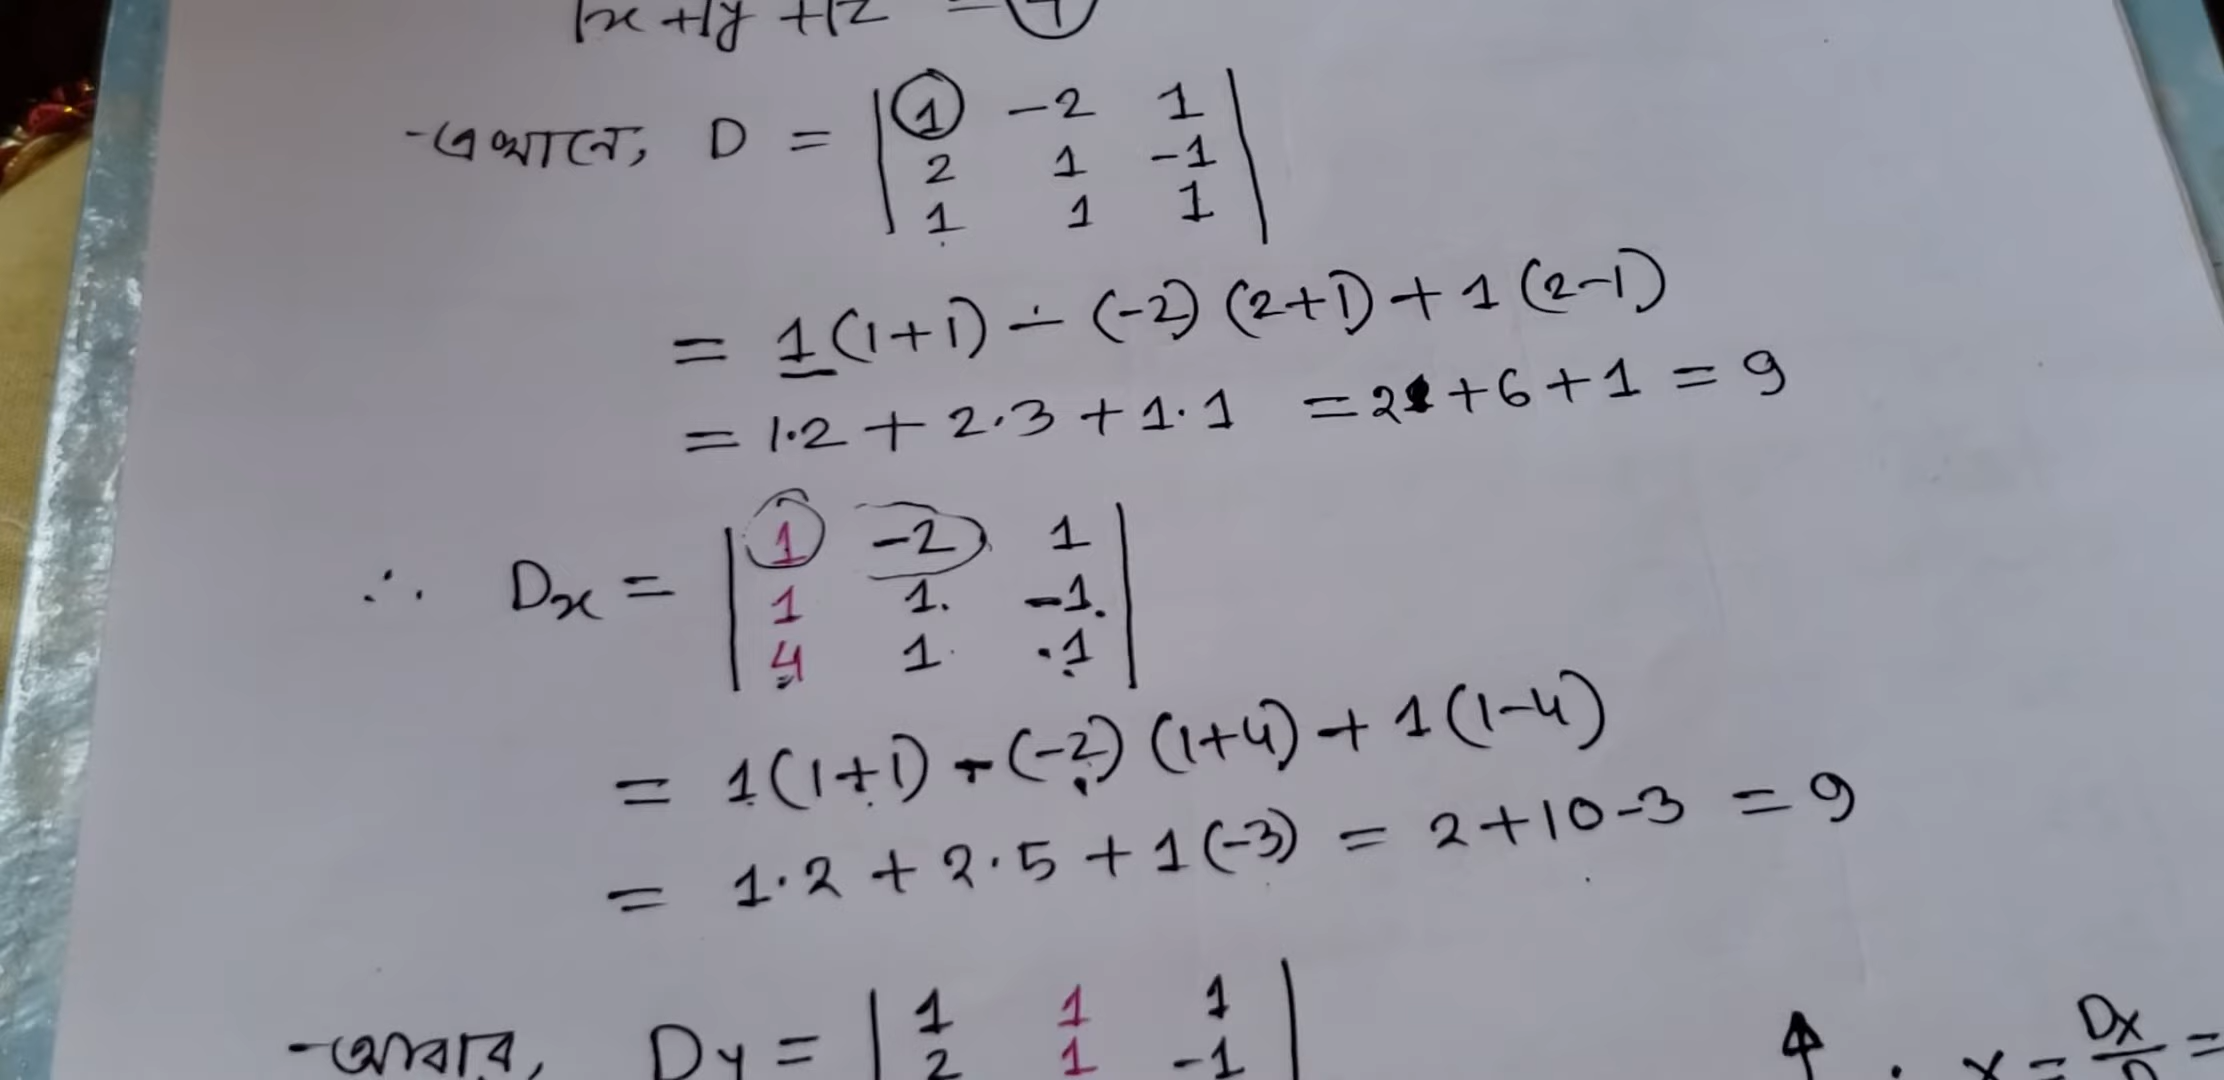 1x + 1y + 1z = 4
এখানে, D = | 1 -2 1 |
| 2 1 -1 |
| 1 1 1 |
= 1(1+1) - (-2) (2+1) + 1 (2-1)
= 1·2 + 2·3 + 1·1 = 2 + 6 + 1 = 9
∴ Dx = | 1 -2 1 |
| 1 1 -1 |
| 4 1 1 |
= 1(1+1) - (-2) (1+4) + 1 (1-4)
= 1·2 + 2·5 + 1(-3) = 2+10-3 = 9
আবার, Dy = | 1 1 1 |
| 2 1 -1 |
∴ x = Dx/D =